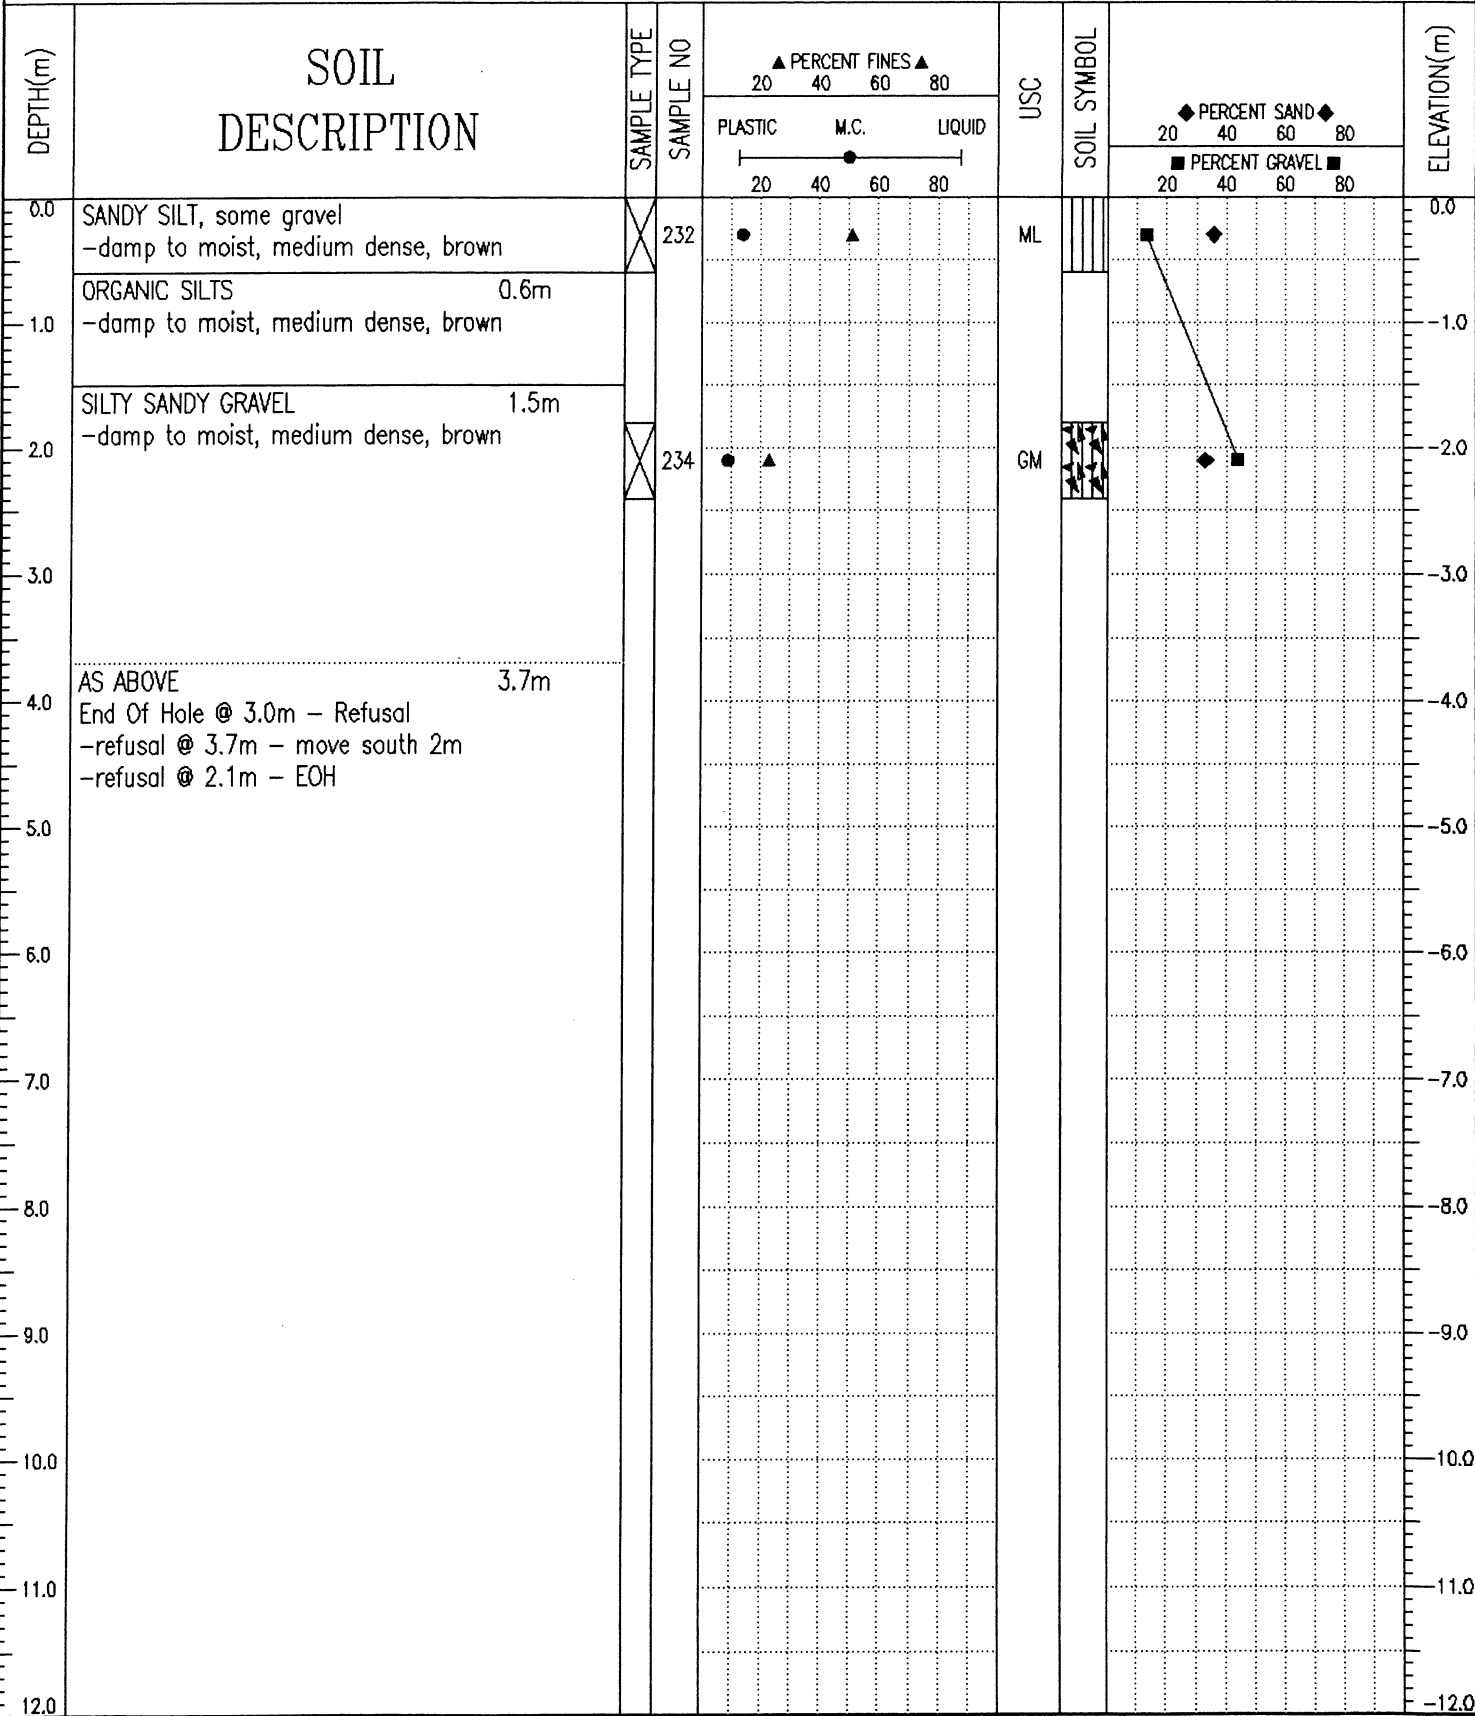 DEPTH(m)
SOIL
DESCRIPTION
SAMPLE TYPE
SAMPLE NO
▲ PERCENT FINES ▲
20 40 60 80
PLASTIC M.C. LIQUID
20 40 60 80
USC
SOIL SYMBOL
◆ PERCENT SAND ◆
20 40 60 80
■ PERCENT GRAVEL ■
20 40 60 80
ELEVATION(m)
0.0
SANDY SILT, some gravel
-damp to moist, medium dense, brown
232
ML
0.0
ORGANIC SILTS 0.6m
-damp to moist, medium dense, brown
1.0
-1.0
SILTY SANDY GRAVEL 1.5m
-damp to moist, medium dense, brown
2.0
234
GM
-2.0
3.0
-3.0
AS ABOVE 3.7m
End Of Hole @ 3.0m - Refusal
-refusal @ 3.7m - move south 2m
-refusal @ 2.1m - EOH
4.0
-4.0
5.0
-5.0
6.0
-6.0
7.0
-7.0
8.0
-8.0
9.0
-9.0
10.0
-10.0
11.0
-11.0
12.0
-12.0